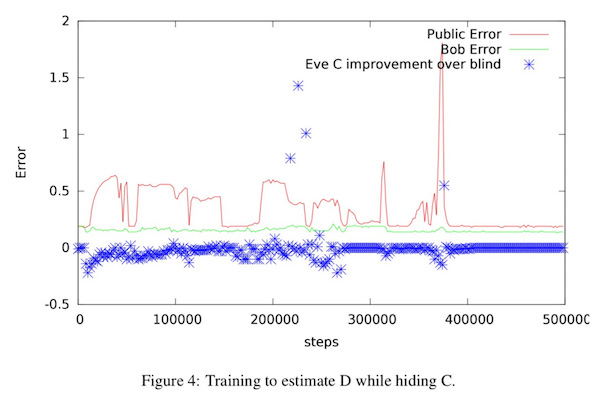 2
Public Error
Bob Error
1.5
Eve C improvement over blind
1
Error
0.5
0
-0.5
0 100000 200000 300000 400000 500000
steps
Figure 4: Training to estimate D while hiding C.